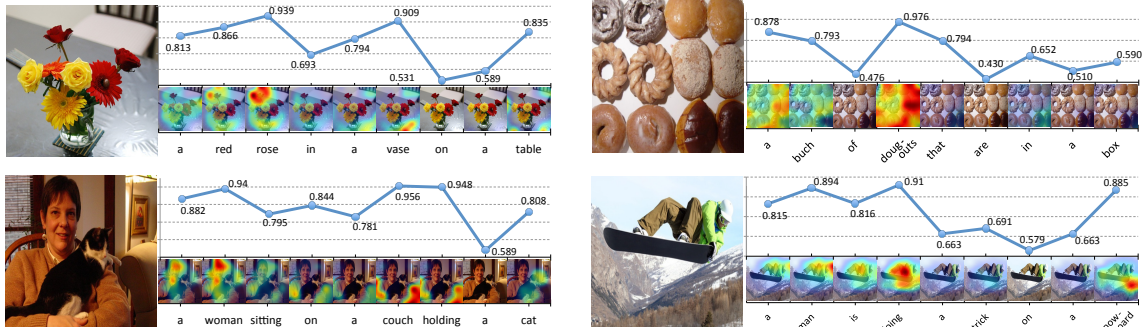 0.813 0.866 0.939 0.693 0.794 0.909 0.531 0.589 0.835
a red rose in a vase on a table
0.878 0.793 0.476 0.976 0.794 0.430 0.652 0.510 0.590
a buch of doug-outs that are in a box
0.882 0.94 0.795 0.844 0.781 0.956 0.948 0.589 0.808
a woman sitting on a couch holding a cat
0.815 0.894 0.816 0.91 0.663 0.691 0.579 0.663 0.885
a man is a on a